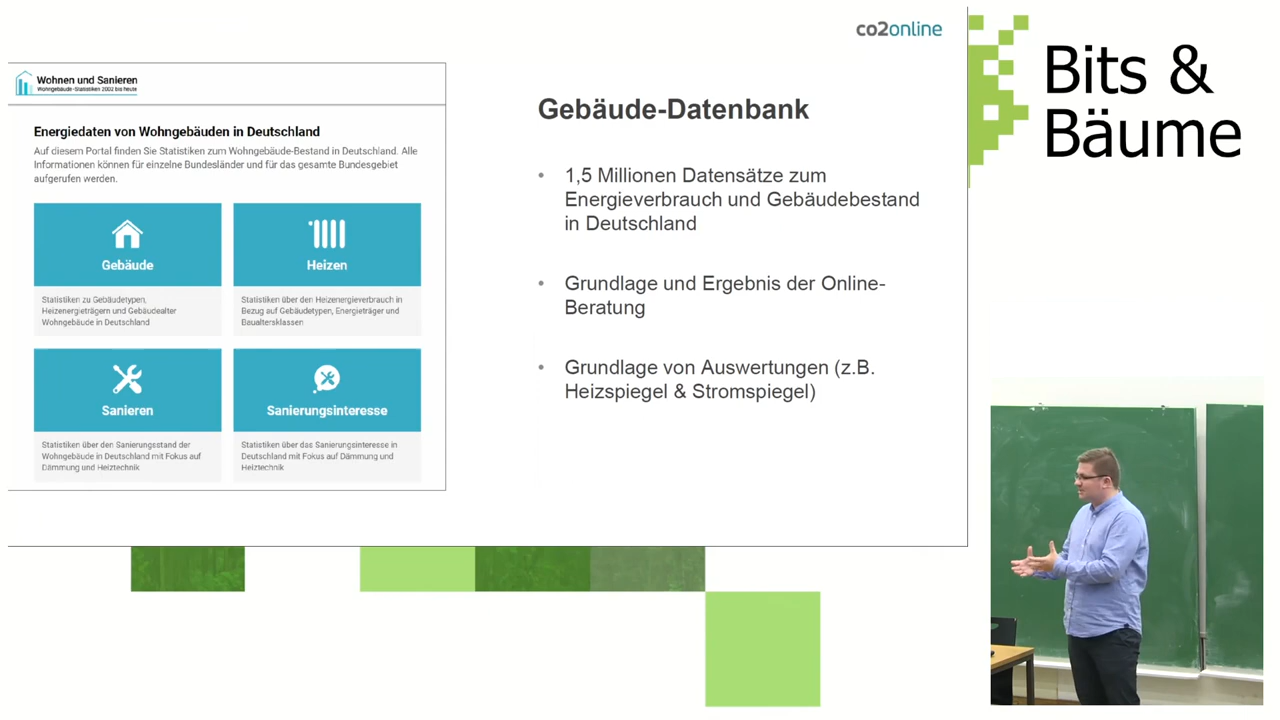 co2online
Wohnen und Sanieren
Wohngebäude-Statistiken 2002 bis heute
Energiedaten von Wohngebäuden in Deutschland
Auf diesem Portal finden Sie Statistiken zum Wohngebäude-Bestand in Deutschland. Alle
Informationen können für einzelne Bundesländer und für das gesamte Bundesgebiet
aufgerufen werden.
Gebäude
Statistiken zu Gebäudetypen,
Heizenergieträgern und Gebäudealter
Wohngebäude in Deutschland
Heizen
Statistiken über den Heizenergieverbrauch in
Bezug auf Gebäudetypen, Energieträger und
Baualtersklassen
Sanieren
Statistiken über den Sanierungsstand der
Wohngebäude in Deutschland mit Fokus auf
Dämmung und Heiztechnik
Sanierungsinteresse
Statistiken über das Sanierungsinteresse in
Deutschland mit Fokus auf Dämmung und
Heiztechnik
Gebäude-Datenbank
• 1,5 Millionen Datensätze zum
Energieverbrauch und Gebäudebestand
in Deutschland
• Grundlage und Ergebnis der Online-
Beratung
• Grundlage von Auswertungen (z.B.
Heizspiegel & Stromspiegel)
Bits &
Bäume